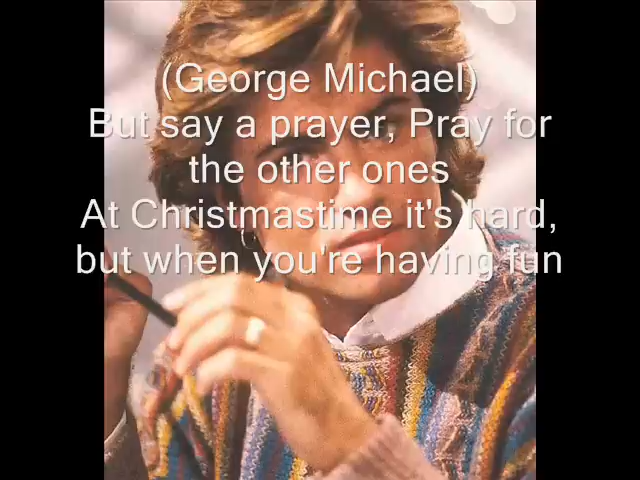 (George Michael)
But say a prayer, Pray for
the other ones
At Christmastime it's hard,
but when you're having fun